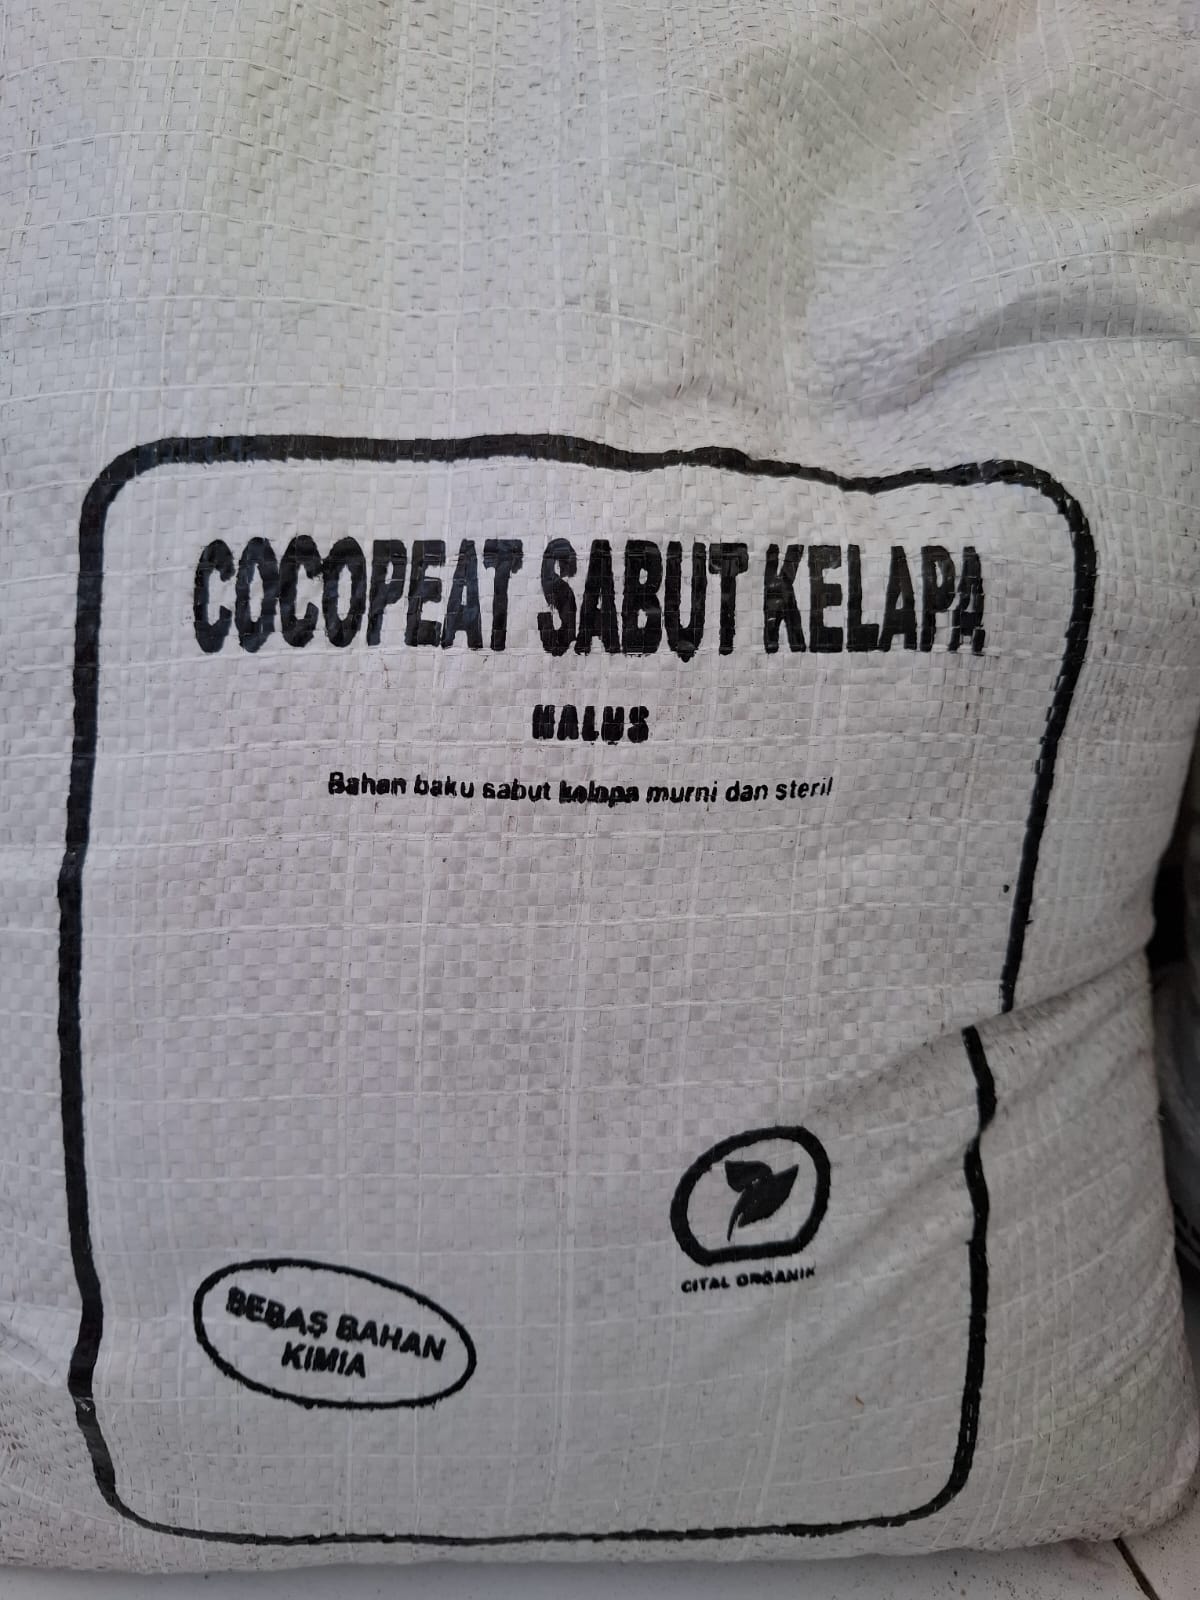 COCOPEAT SABUT KELAPA
HALUS
Bahan baku sabut kelapa murni dan steril
CITAL ORGANIK
BEBAS BAHAN
KIMIA